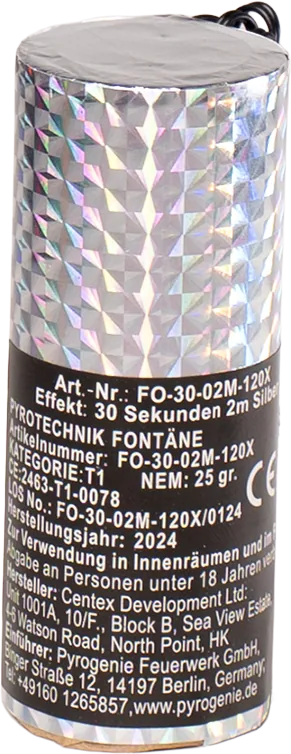 Art.-Nr.: FO-30-02M-120X
Effekt: 30 Sekunden 2m Silber
PYROTECHNIK FONTÄNE
Artikelnummer: FO-30-02M-120X
KATEGORIE:T1 NEM: 25 gr.
CE:2463-T1-0078
CE
LOS No.: FO-30-02M-120X/0124
Herstellungsjahr: 2024
Zur Verwendung in Innenräumen und im
Abgabe an Personen unter 18 Jahren
Hersteller: Centex Development Ltd:
Unit 1001A, 10/F., Block B, Sea View Estate,
4-6 Watson Road, North Point, HK
Einführer: Pyrogenie Feuerwerk GmbH,
Binger Straße 12, 14197 Berlin, Germany;
Tel:+49160 1265857,www.pyrogenie.de